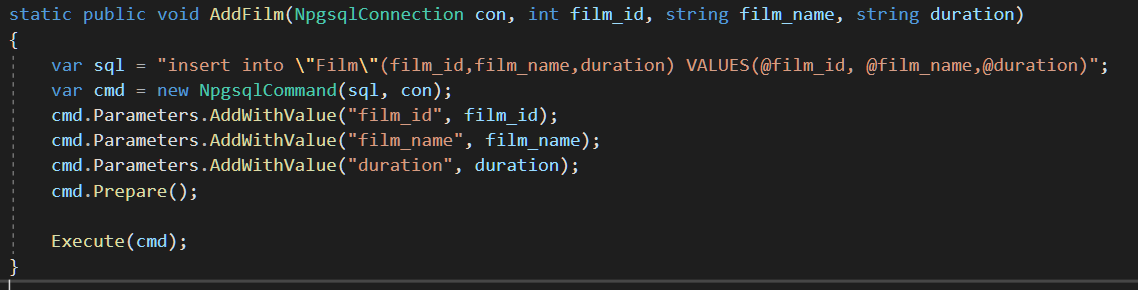 static public void AddFilm(NpgsqlConnection con, int film_id, string film_name, string duration)
{
var sql = "insert into \"Film\"(film_id,film_name,duration) VALUES(@film_id, @film_name,@duration)";
var cmd = new NpgsqlCommand(sql, con);
cmd.Parameters.AddWithValue("film_id", film_id);
cmd.Parameters.AddWithValue("film_name", film_name);
cmd.Parameters.AddWithValue("duration", duration);
cmd.Prepare();
Execute(cmd);
}